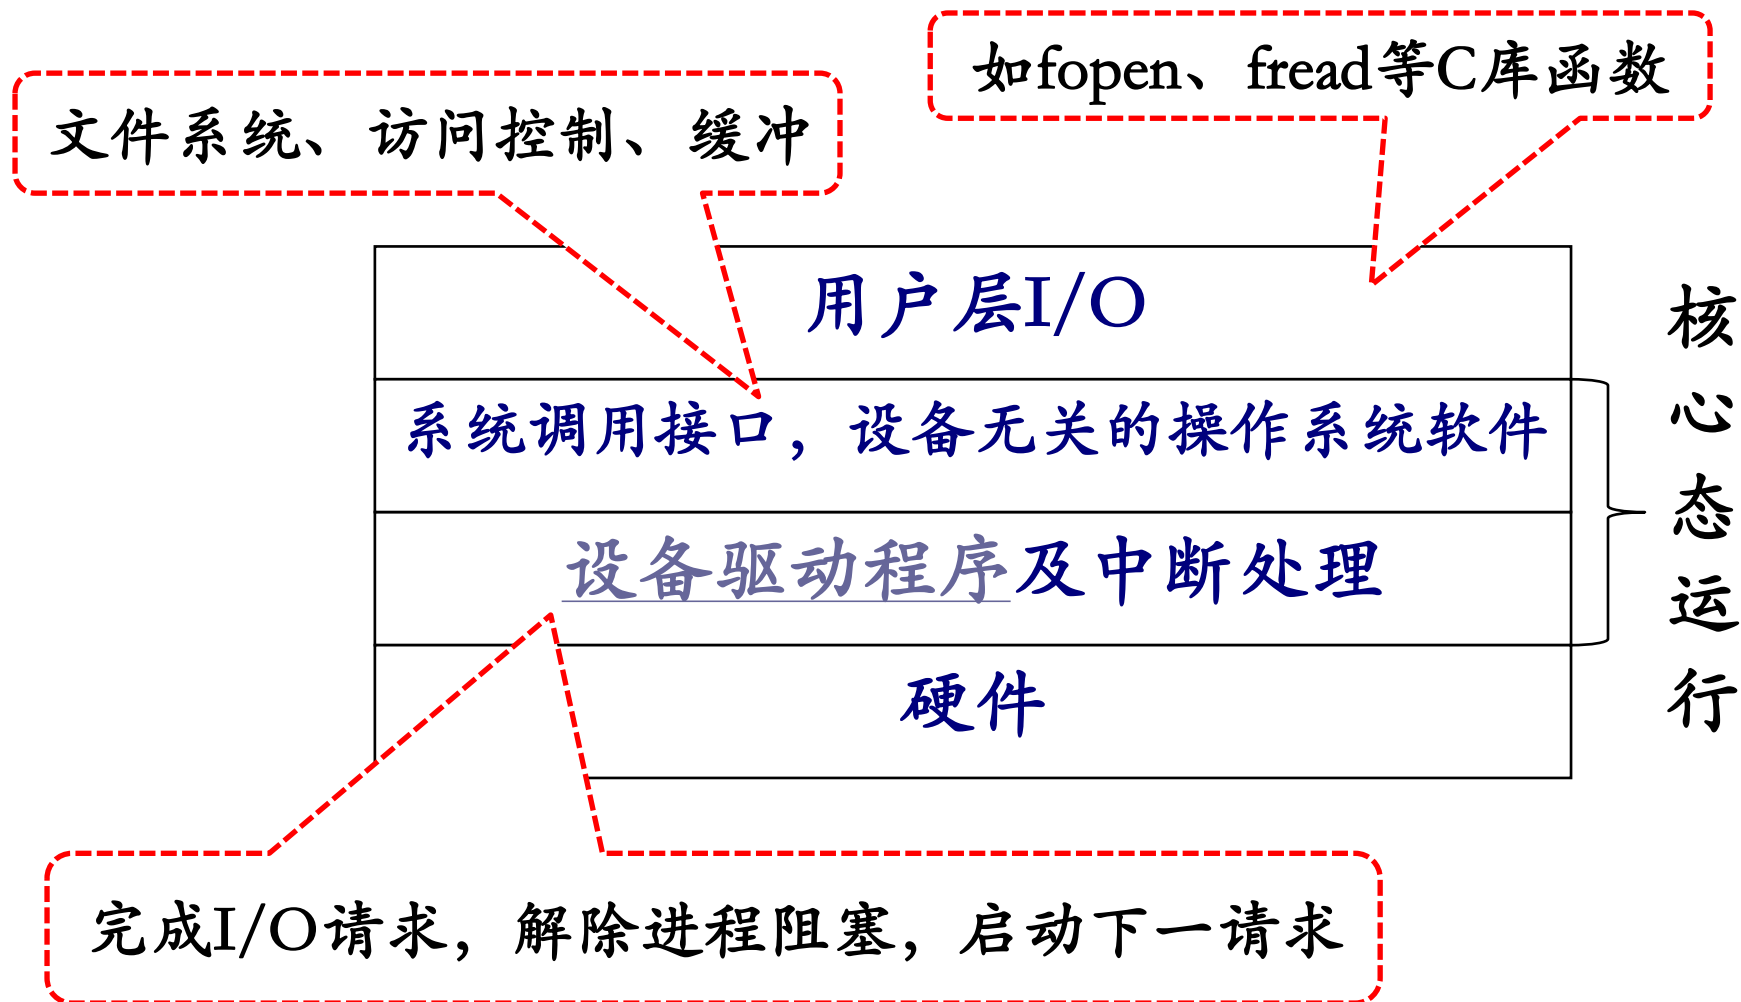 如fopen、fread等C库函数
文件系统、访问控制、缓冲
用户层I/O
系统调用接口，设备无关的操作系统软件
设备驱动程序及中断处理
硬件
核心态运行
完成I/O请求，解除进程阻塞，启动下一请求